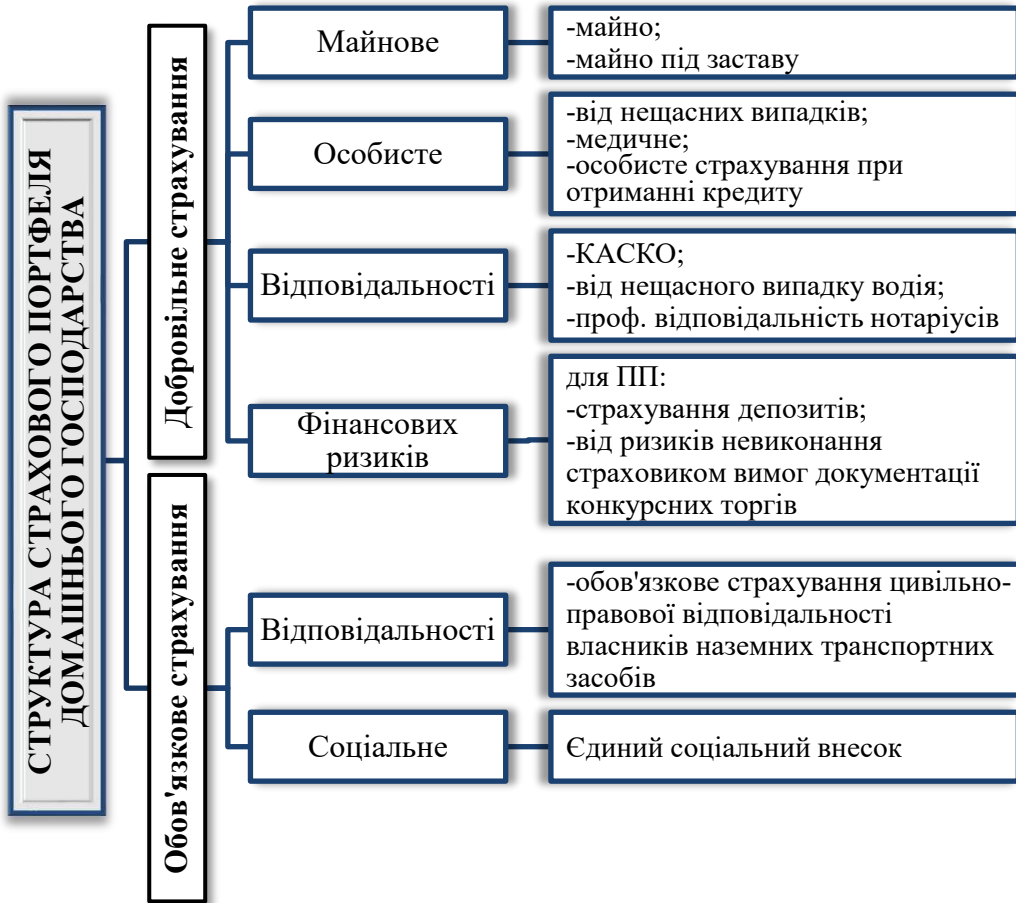 СТРУКТУРА СТРАХОВОГО ПОРТФЕЛЯ
ДОМАШНЬОГО ГОСПОДАРСТВА
Добровільне страхування
Майнове
-майно;
-майно під заставу
Особисте
-від нещасних випадків;
-медичне;
-особисте страхування при
отриманні кредиту
Відповідальності
-КАСКО;
-від нещасного випадку водія;
-проф. відповідальність нотаріусів
Фінансових
ризиків
для ПП:
-страхування депозитів;
-від ризиків невиконання
страховиком вимог документації
конкурсних торгів
Обов'язкове страхування
Відповідальності
-обов'язкове страхування цивільно-
правової відповідальності
власників наземних транспортних
засобів
Соціальне
Єдиний соціальний внесок